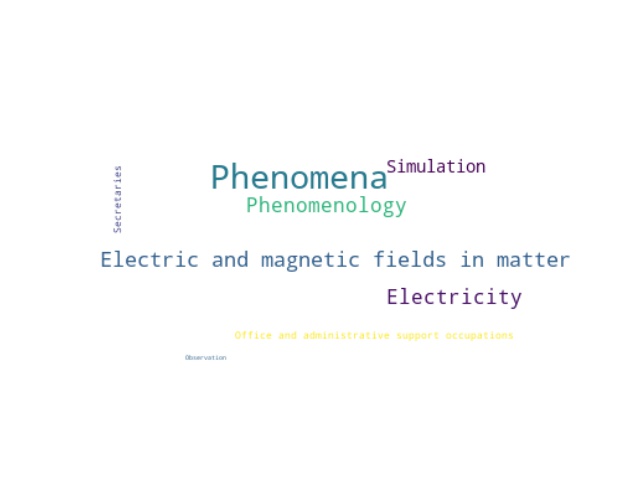 Simulation
Phenomena
Secretaries
Phenomenology
Electric and magnetic fields in matter
Electricity
Office and administrative support occupations
Observation